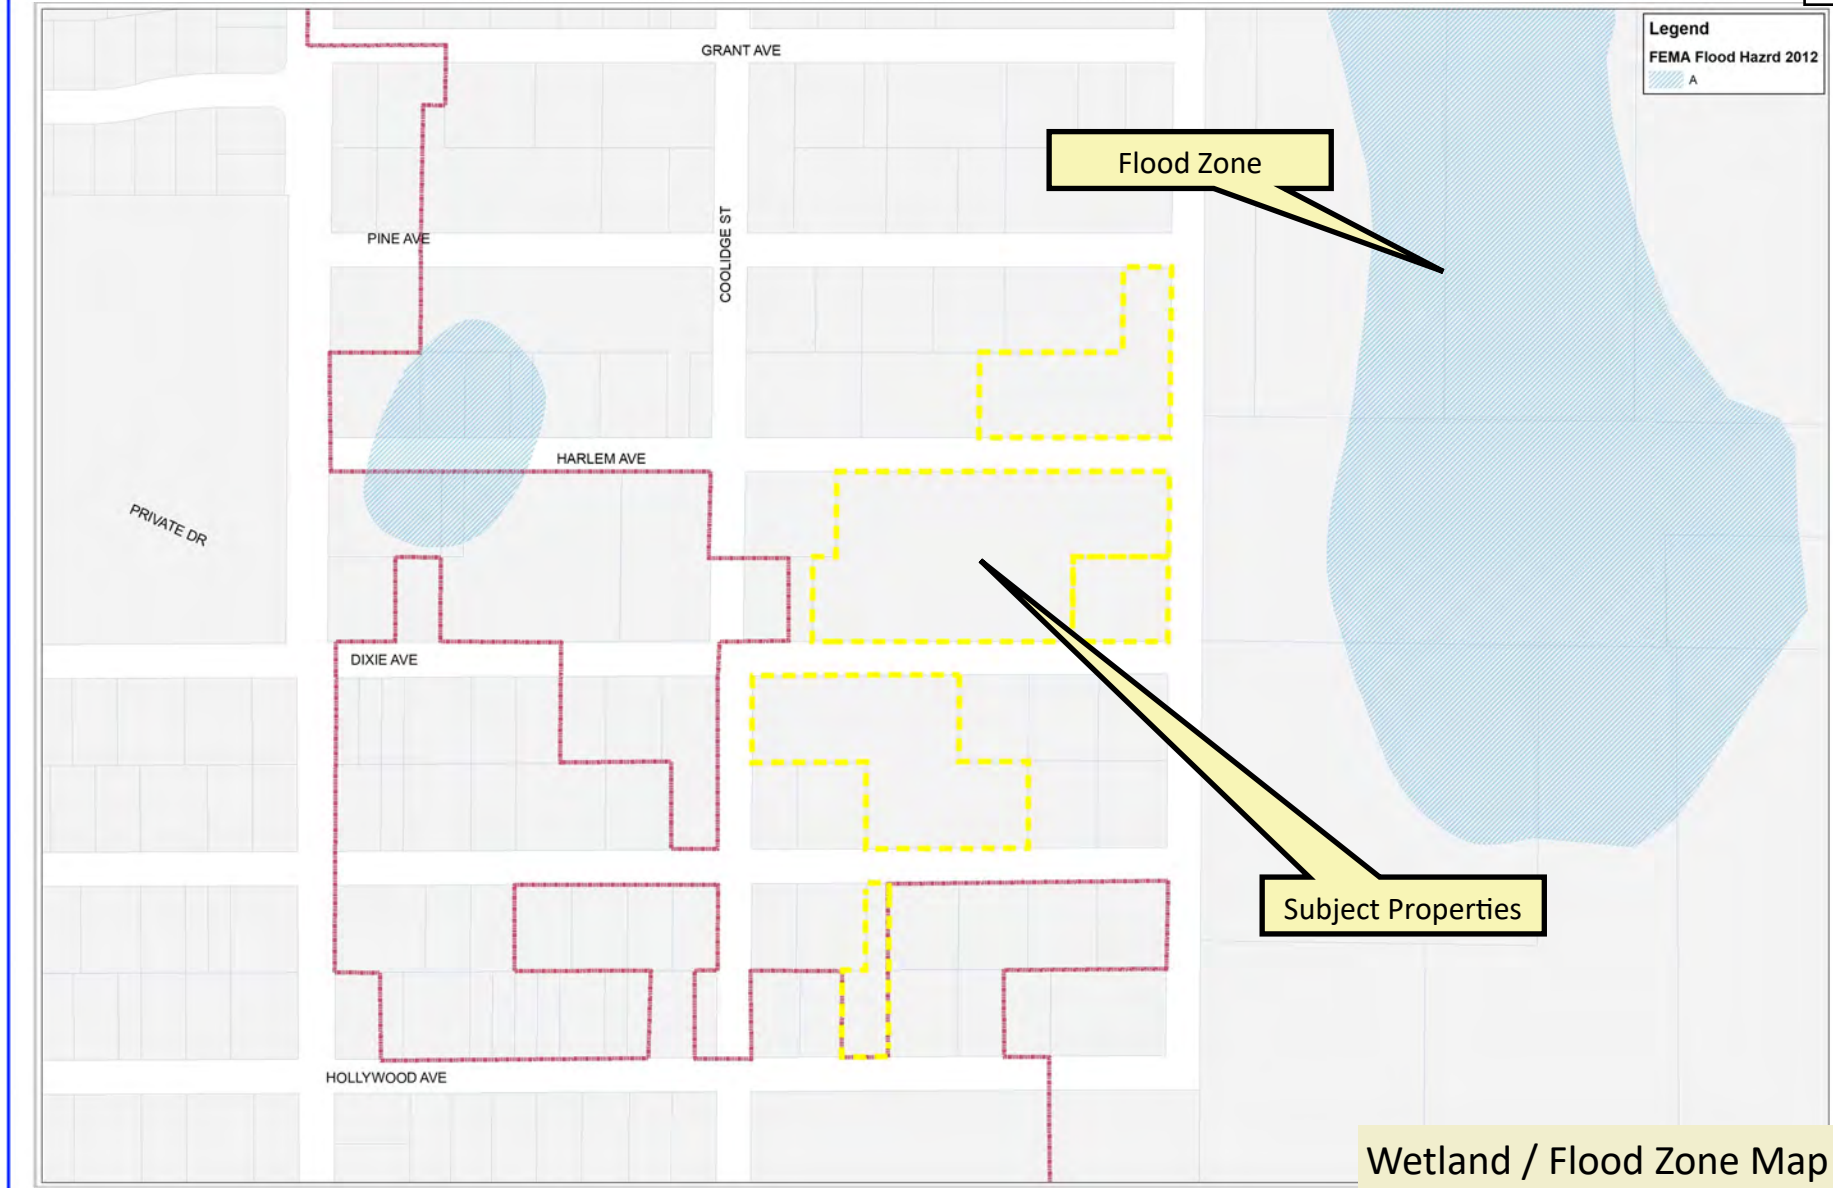 GRANT AVE
Legend
FEMA Flood Hazrd 2012
A
Flood Zone
PINE AVE
COOLIDGE ST
HARLEM AVE
PRIVATE DR
DIXIE AVE
Subject Properties
HOLLYWOOD AVE
Wetland / Flood Zone Map